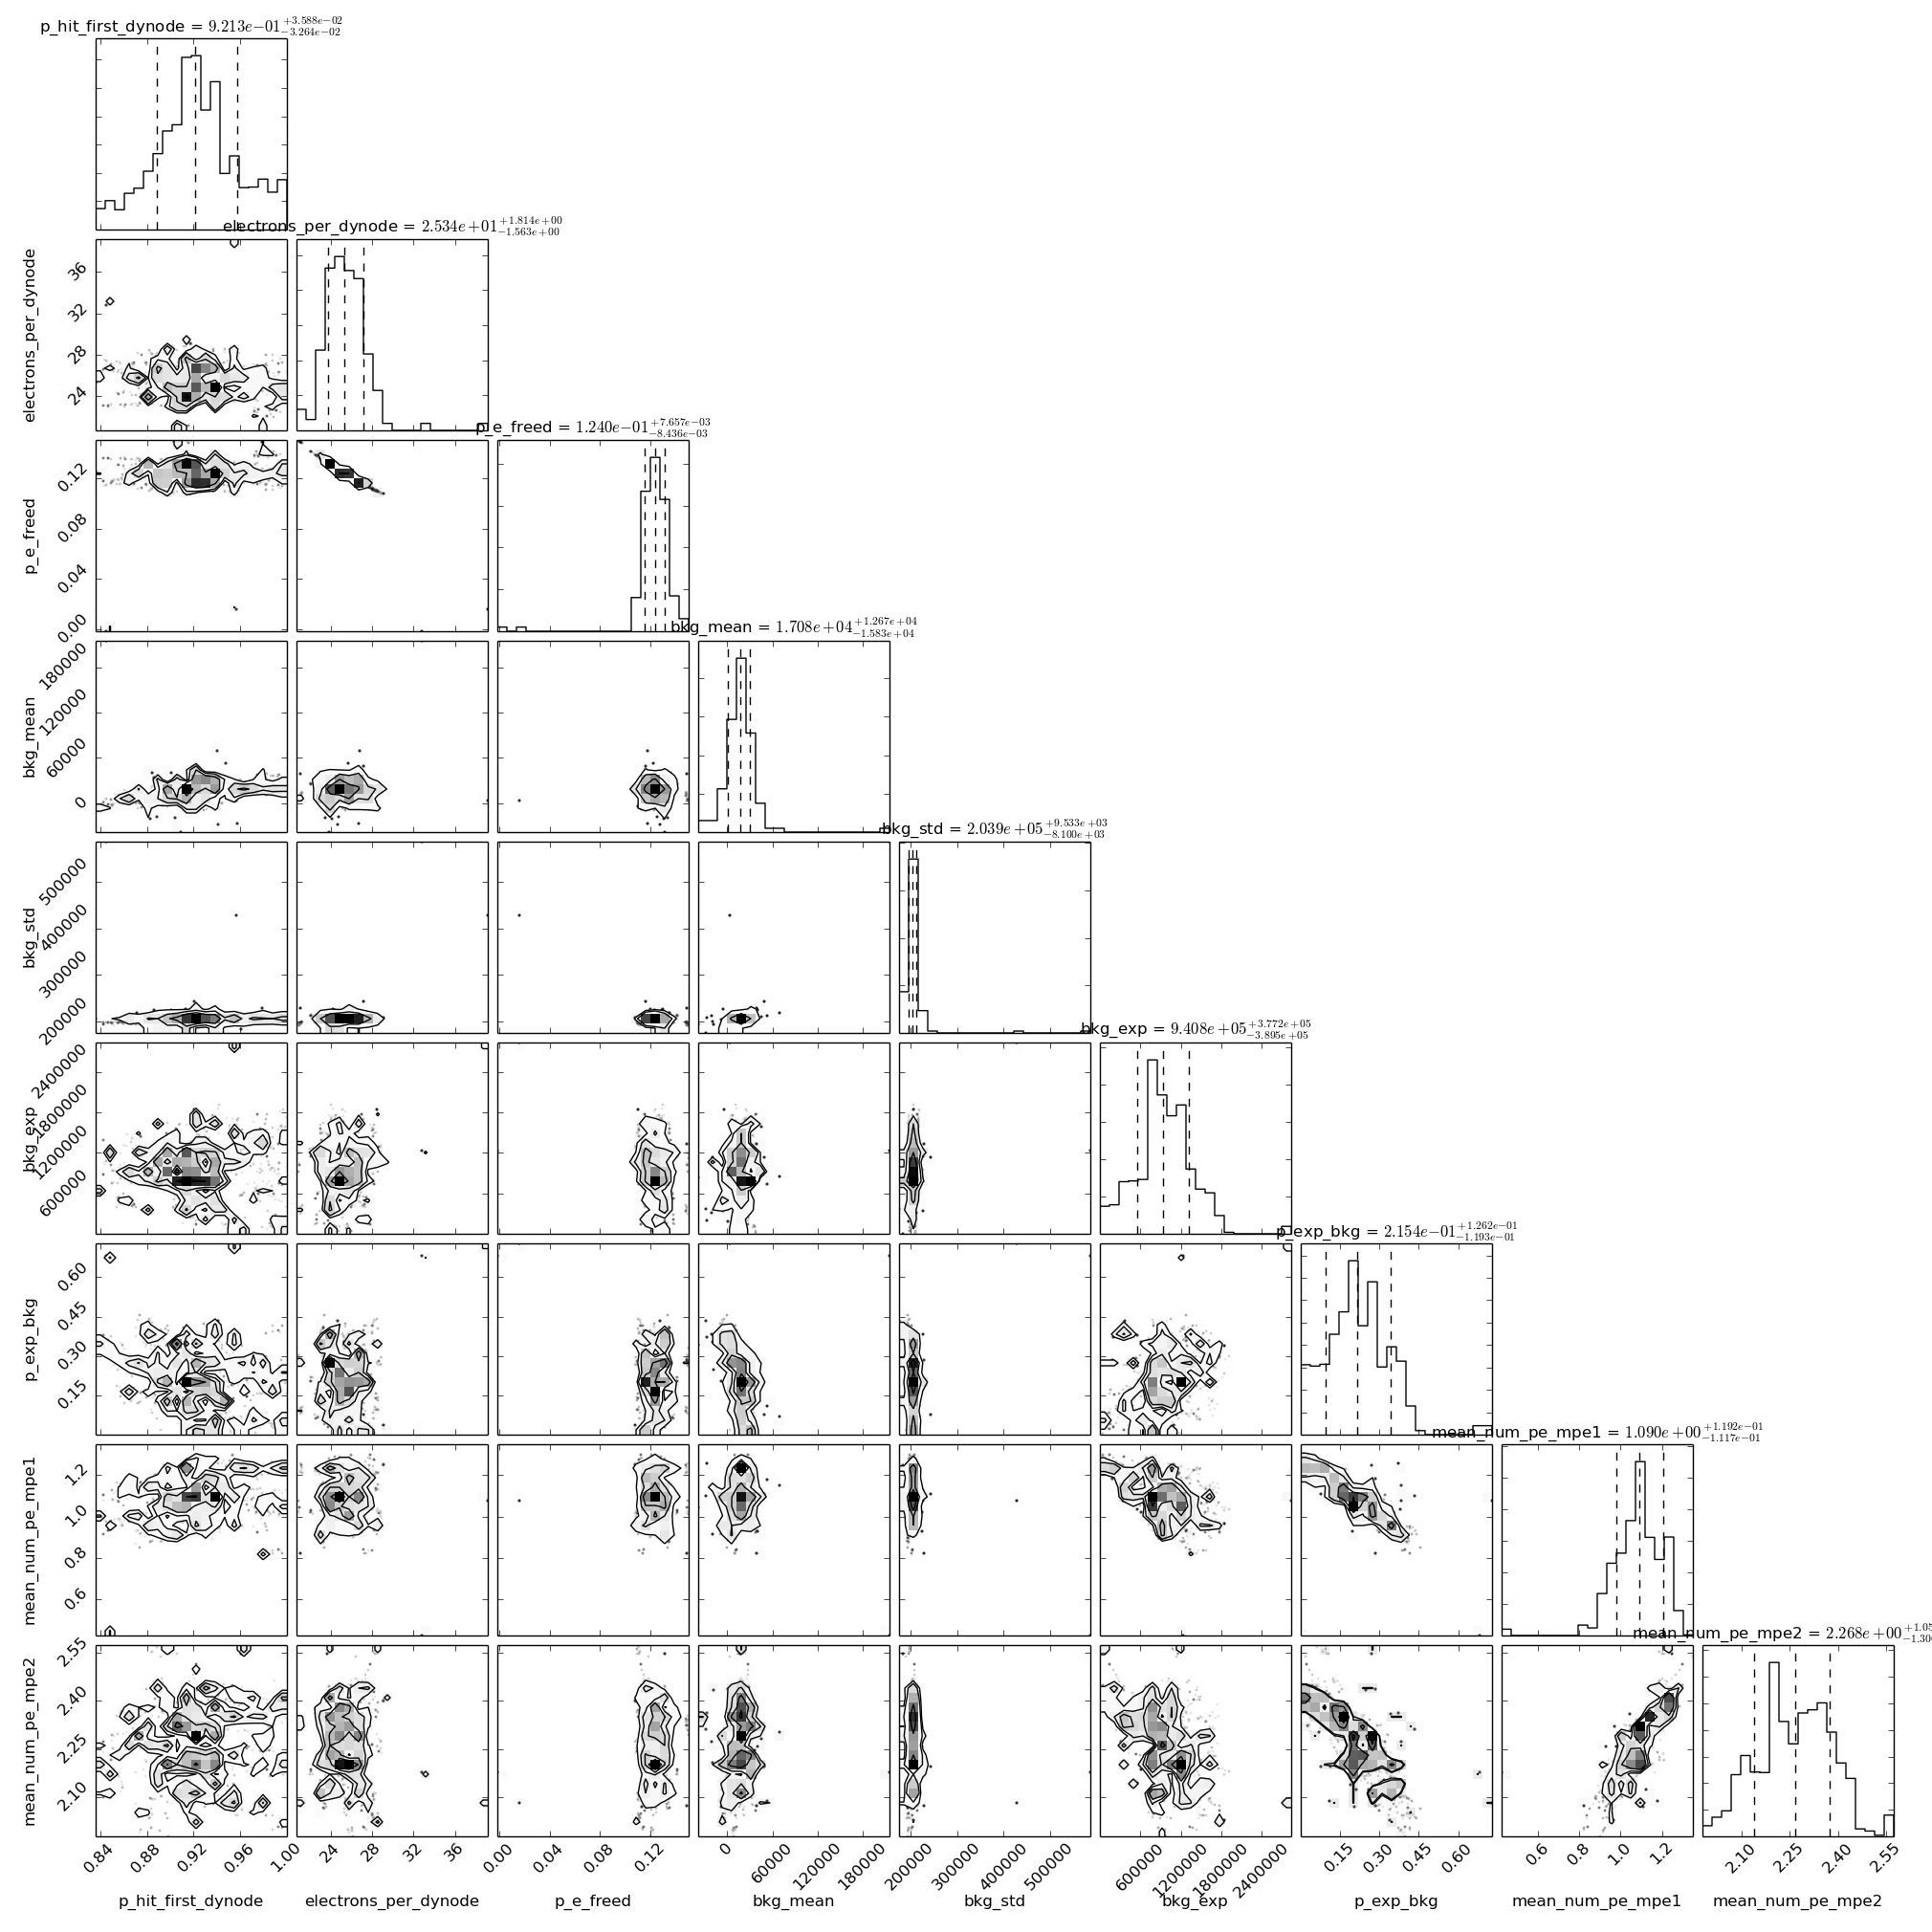 p_hit_first_dynode = 9.213e−01 +3.588e−02 −3.264e−02
electrons_per_dynode = 2.534e+01 +1.814e+00 −1.563e+00
36
32
28
24
electrons_per_dynode
p_e_freed = 1.240e−01 +7.657e−03 −8.436e−03
0.12
0.08
0.04
0.00
p_e_freed
bkg_mean = 1.708e+04 +1.267e+04 −1.583e+04
180000
120000
60000
0
bkg_mean
bkg_std = 2.039e+05 +9.533e+03 −8.100e+03
500000
400000
300000
200000
bkg_std
bkg_exp = 9.408e+05 +3.772e+05 −3.895e+05
2400000
1800000
1200000
600000
bkg_exp
p_exp_bkg = 2.154e−01 +1.262e−01 −1.193e−01
0.60
0.45
0.30
0.15
p_exp_bkg
mean_num_pe_mpe1 = 1.090e+00 +1.192e−01 −1.117e−01
1.2
1.0
0.8
0.6
mean_num_pe_mpe1
mean_num_pe_mpe2 = 2.268e+00 +1.05 −1.30
2.55
2.40
2.25
2.10
mean_num_pe_mpe2
0.84 0.88 0.92 0.96 1.00
24 28 32 36
0.00 0.04 0.08 0.12
0 60000 120000 180000
200000 300000 400000 500000
600000 1200000 1800000 2400000
0.15 0.30 0.45 0.60
0.6 0.8 1.0 1.2
2.10 2.25 2.40 2.55
p_hit_first_dynode electrons_per_dynode p_e_freed bkg_mean bkg_std bkg_exp p_exp_bkg mean_num_pe_mpe1 mean_num_pe_mpe2